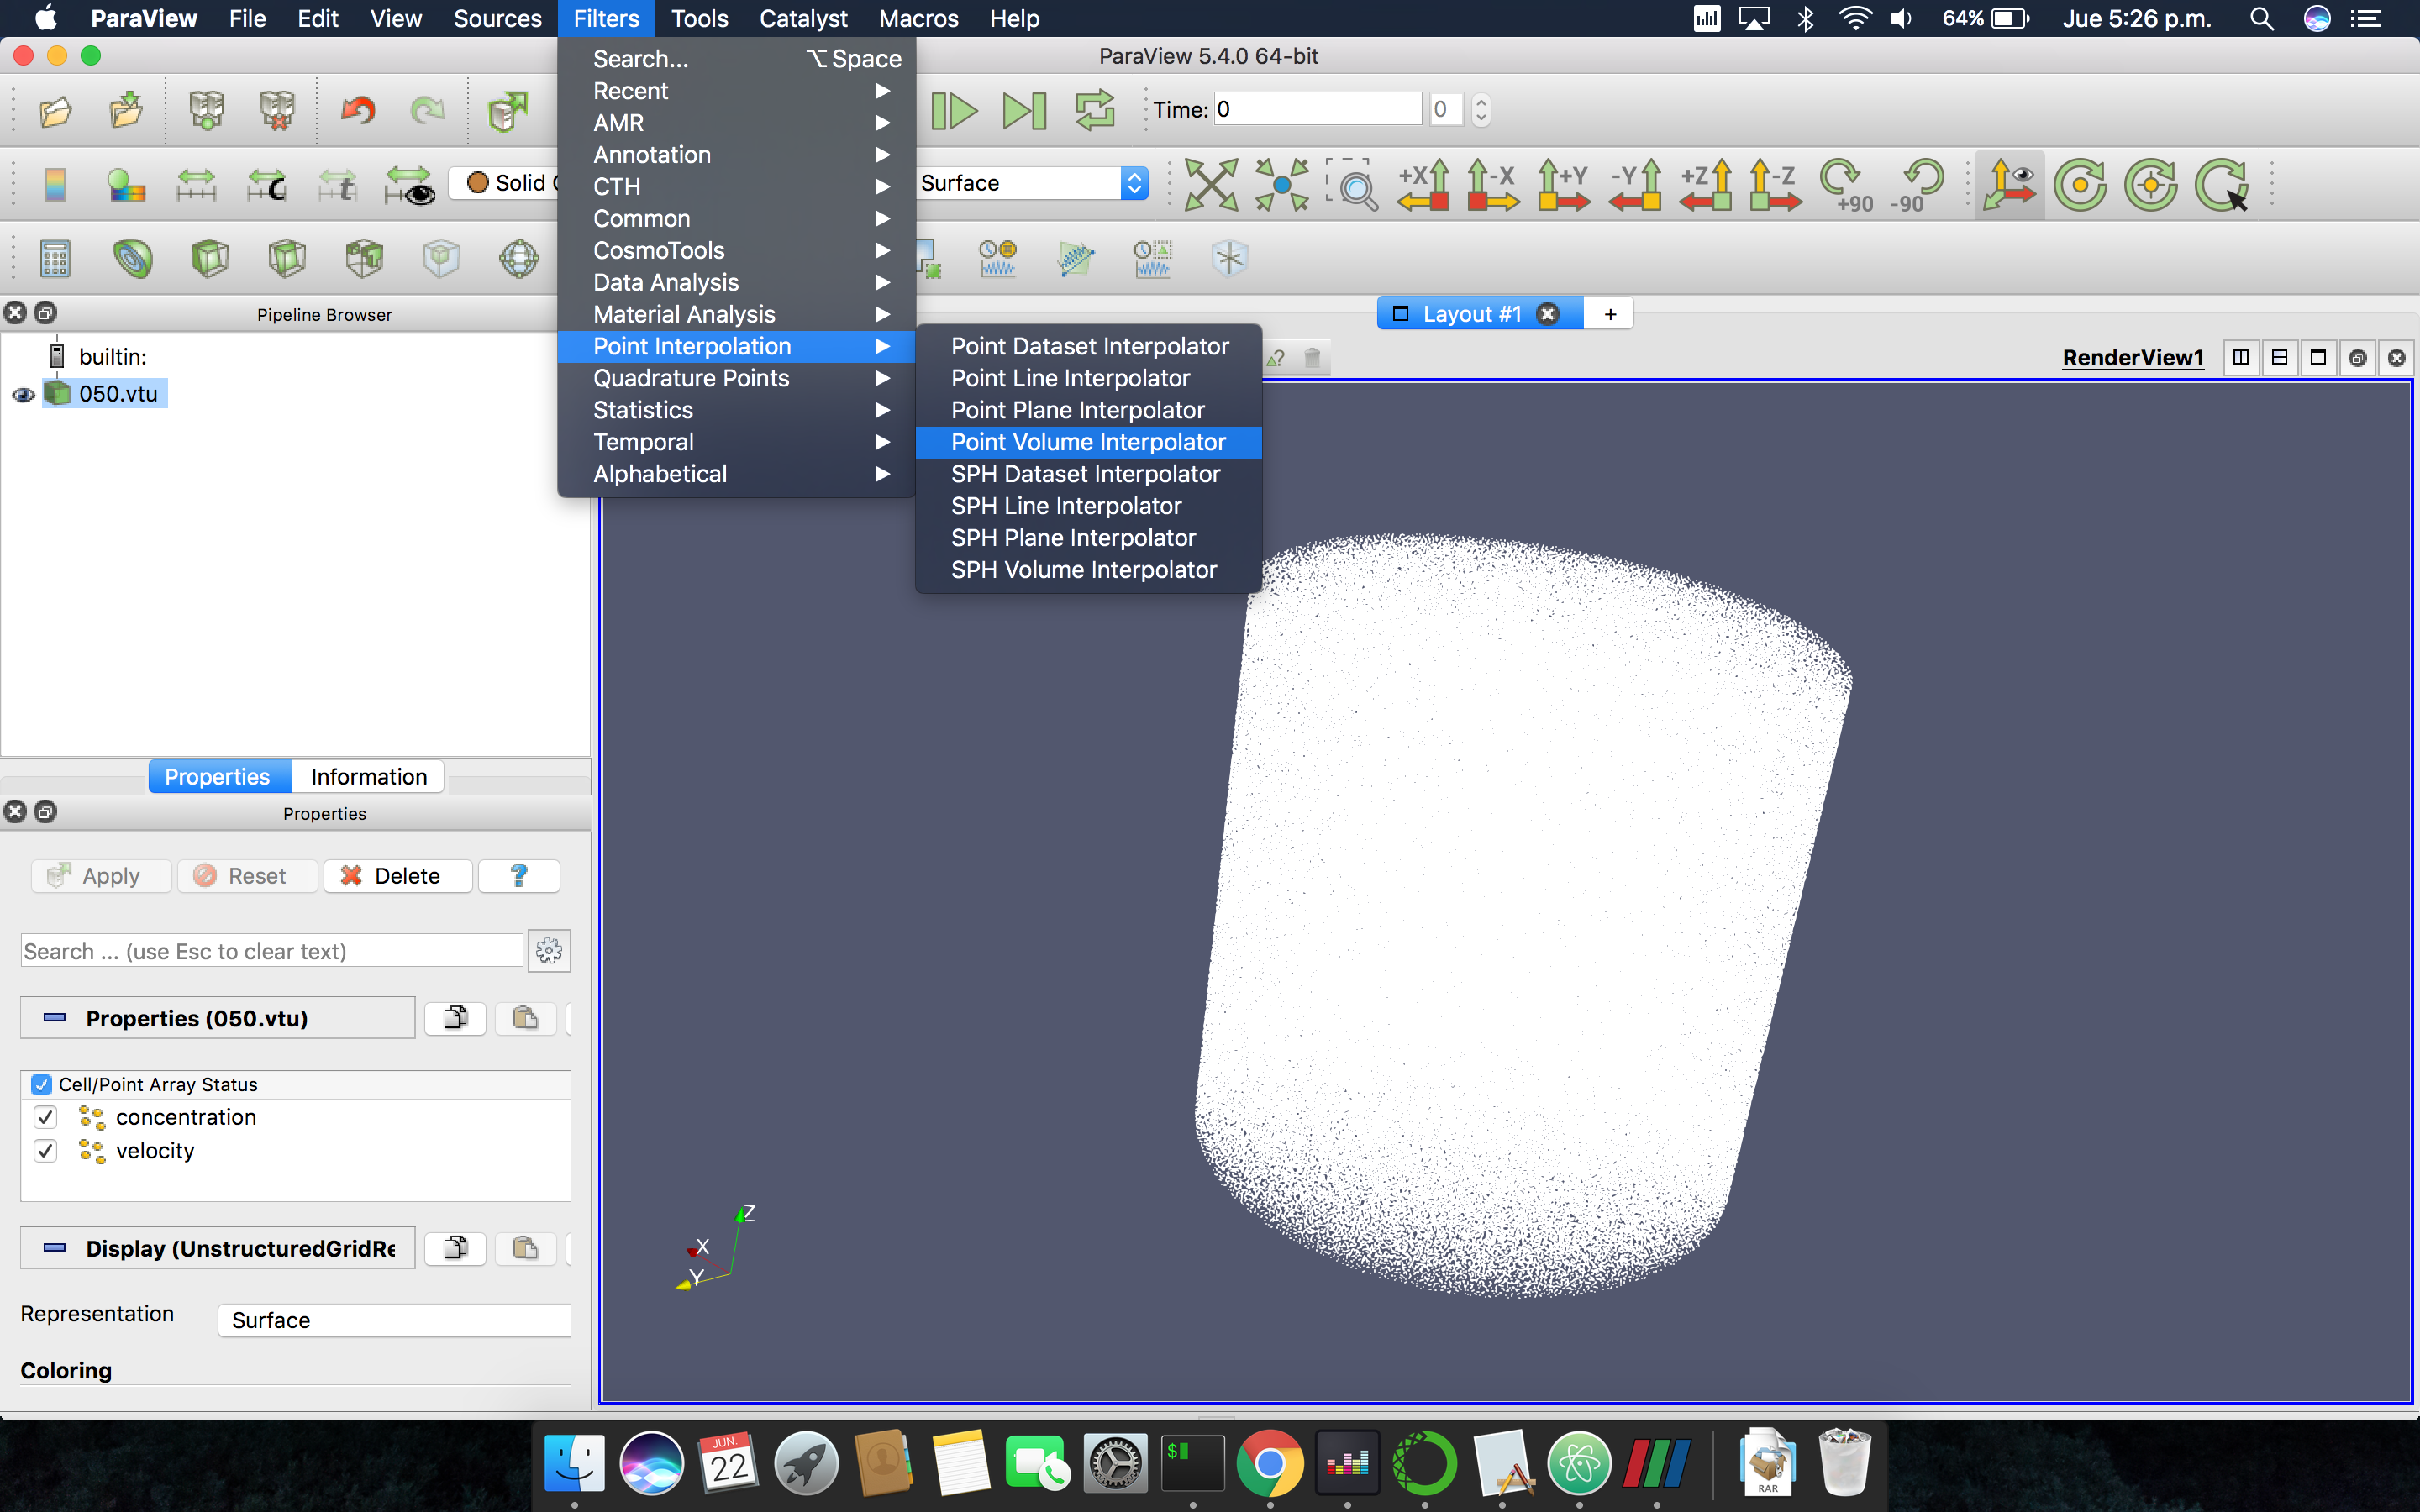 ParaView File Edit View Sources Filters Tools Catalyst Macros Help 64% Jue 5:26 p.m.
ParaView 5.4.0 64-bit
Search... ⌥Space
Recent
AMR
Annotation
CTH
Common
CosmoTools
Data Analysis
Material Analysis
Point Interpolation
Quadrature Points
Statistics
Temporal
Alphabetical
Point Dataset Interpolator
Point Line Interpolator
Point Plane Interpolator
Point Volume Interpolator
SPH Dataset Interpolator
SPH Line Interpolator
SPH Plane Interpolator
SPH Volume Interpolator
Time: 0 0
C t Solid Surface +X -X +Y -Y +Z -Z +90 -90
Pipeline Browser
Layout #1 +
builtin:
050.vtu
? RenderView1
Properties Information
Properties
Apply Reset Delete ?
Search ... (use Esc to clear text)
Properties (050.vtu)
Cell/Point Array Status
concentration
velocity
Display (UnstructuredGridRe
Representation Surface
Coloring
Z
X
Y
JUN.
22
$
RAR